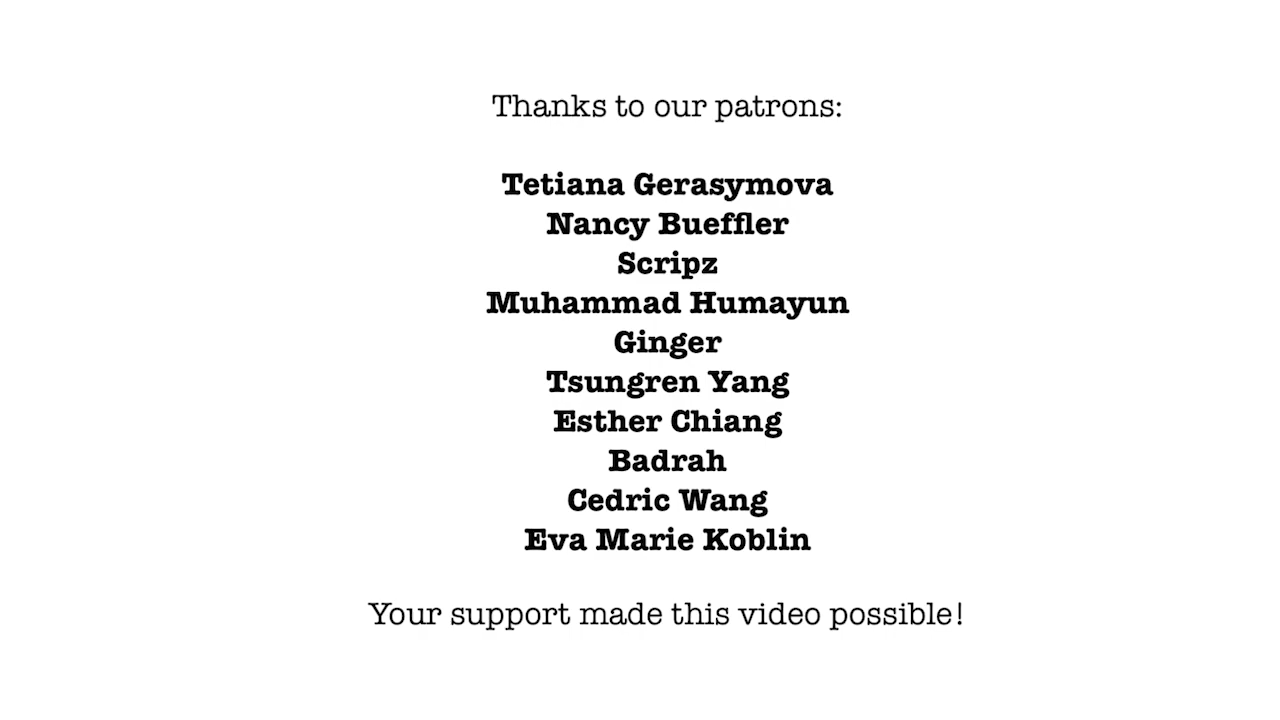 Thanks to our patrons:
Tetiana Gerasymova
Nancy Bueffler
Scripz
Muhammad Humayun
Ginger
Tsungren Yang
Esther Chiang
Badrah
Cedric Wang
Eva Marie Koblin
Your support made this video possible!